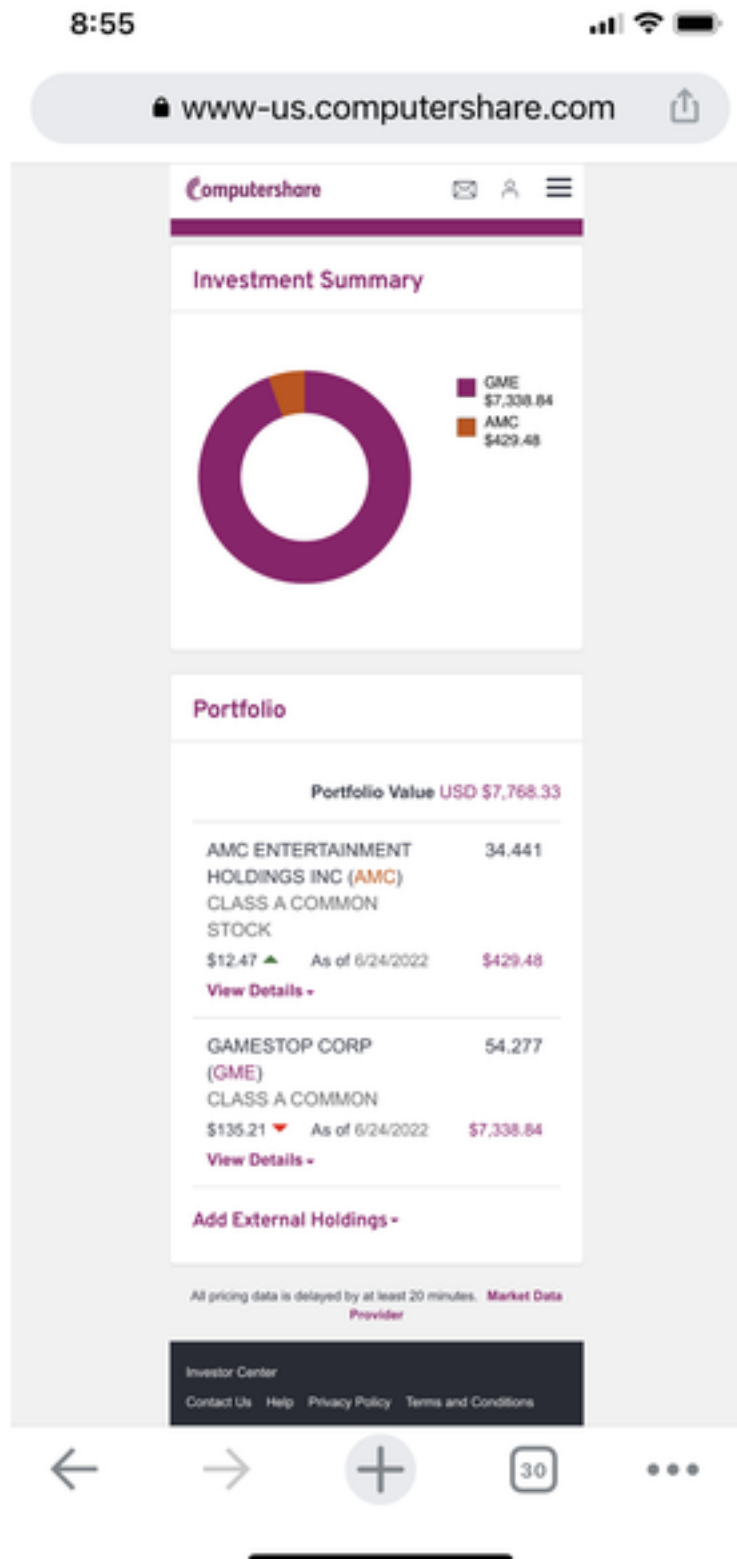 8:55
www-us.computershare.com
Computershare
Investment Summary
GME
$7,338.84
AMC
$429.48
Portfolio
Portfolio Value USD $7,768.33
AMC ENTERTAINMENT 34.441
HOLDINGS INC (AMC)
CLASS A COMMON
STOCK
$12.47 As of 6/24/2022 $429.48
View Details
GAMESTOP CORP 54.277
(GME)
CLASS A COMMON
$135.21 As of 6/24/2022 $7,338.84
View Details
Add External Holdings
All pricing data is delayed by at least 20 minutes. Market Data
Provider
Investor Center
Contact Us Help Privacy Policy Terms and Conditions
30